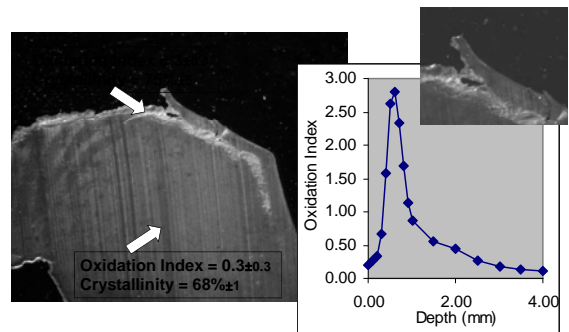 Oxidation Index = 0.3±0.3
Crystallinity = 68%±1
3.00
2.50
2.00
1.50
1.00
0.50
0.00
Oxidation Index
0.00 2.00 4.00
Depth (mm)